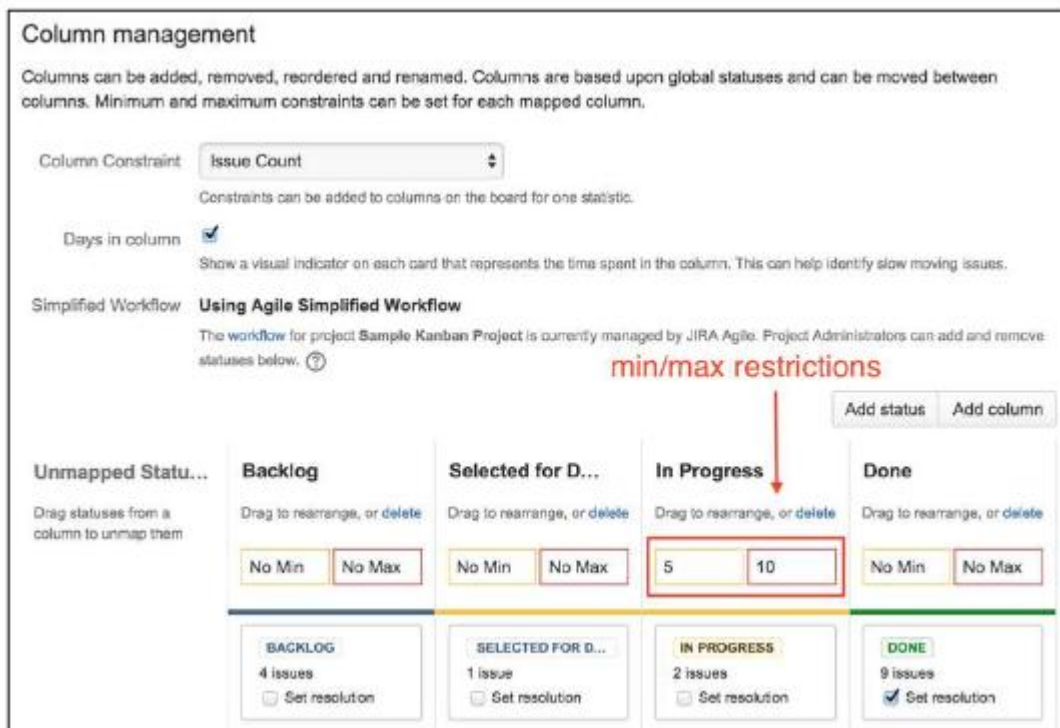 Column management
Columns can be added, removed, reordered and renamed. Columns are based upon global statuses and can be moved between
columns. Minimum and maximum constraints can be set for each mapped column.
Column Constraint Issue Count
Constraints can be added to columns on the board for one statistic.
Days in column
Show a visual indicator on each card that represents the time spent in the column. This can help identify slow moving issues.
Simplified Workflow Using Agile Simplified Workflow
The workflow for project Sample Kanban Project is currently managed by JIRA Agile. Project Administrators can add and remove
statuses below. ?
min/max restrictions
Add status Add column
Unmapped Statu... Backlog Selected for D... In Progress Done
Drag statuses from a Drag to rearrange, or delete Drag to rearrange, or delete Drag to rearrange, or delete Drag to rearrange, or delete
column to unmap them
No Min No Max No Min No Max 5 10 No Min No Max
BACKLOG SELECTED FOR D... IN PROGRESS DONE
4 issues 1 issue 2 issues 9 issues
Set resolution Set resolution Set resolution Set resolution